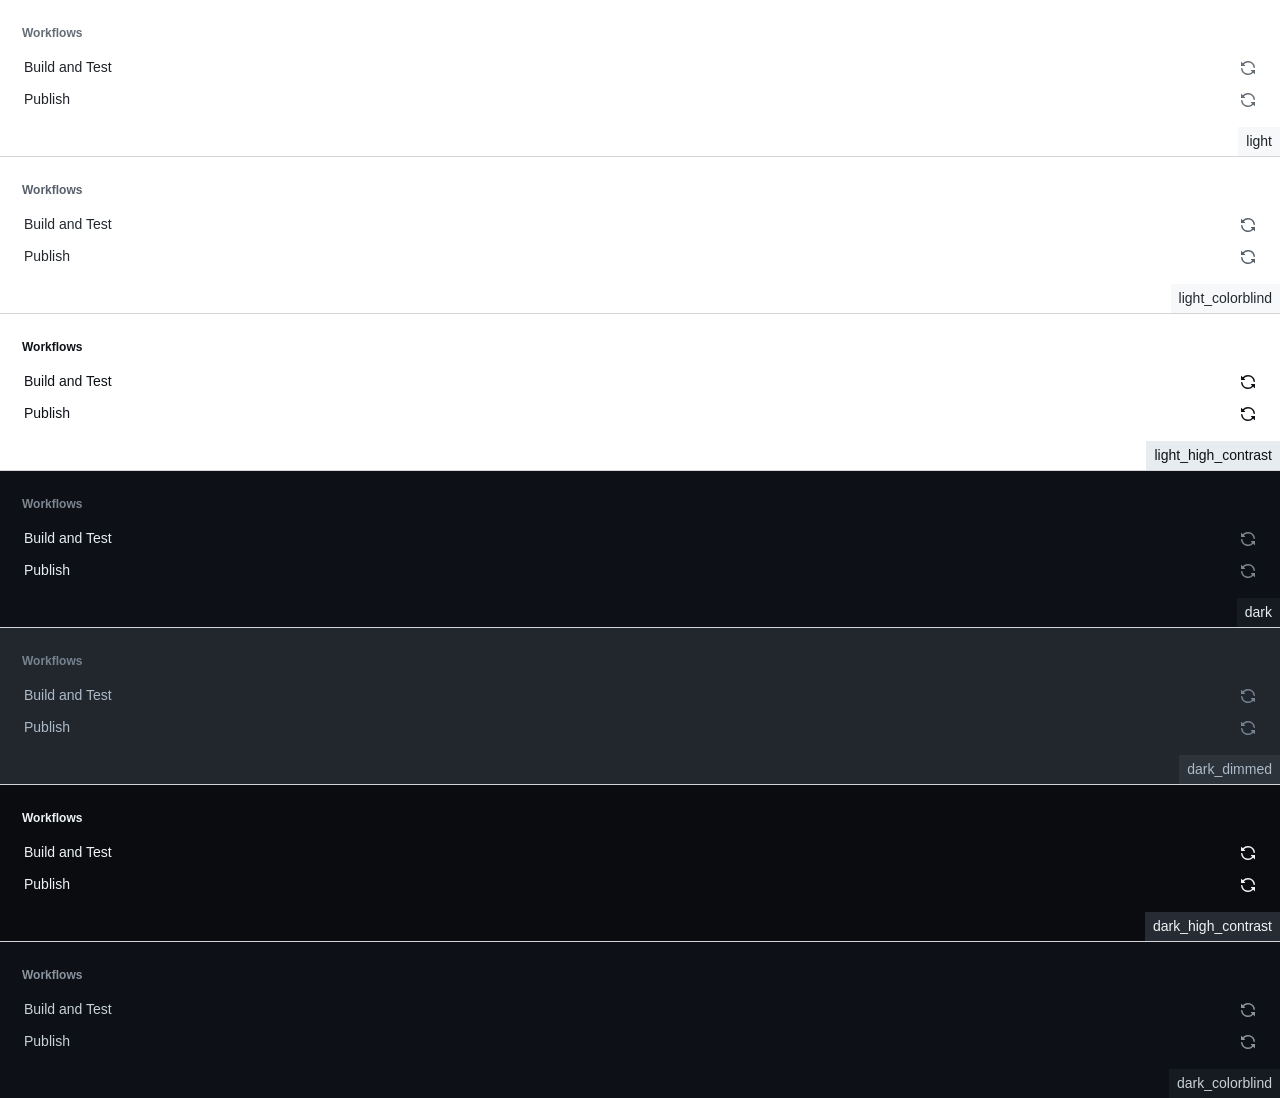 Workflows
Build and Test
Publish
light
Workflows
Build and Test
Publish
light_colorblind
Workflows
Build and Test
Publish
light_high_contrast
Workflows
Build and Test
Publish
dark
Workflows
Build and Test
Publish
dark_dimmed
Workflows
Build and Test
Publish
dark_high_contrast
Workflows
Build and Test
Publish
dark_colorblind